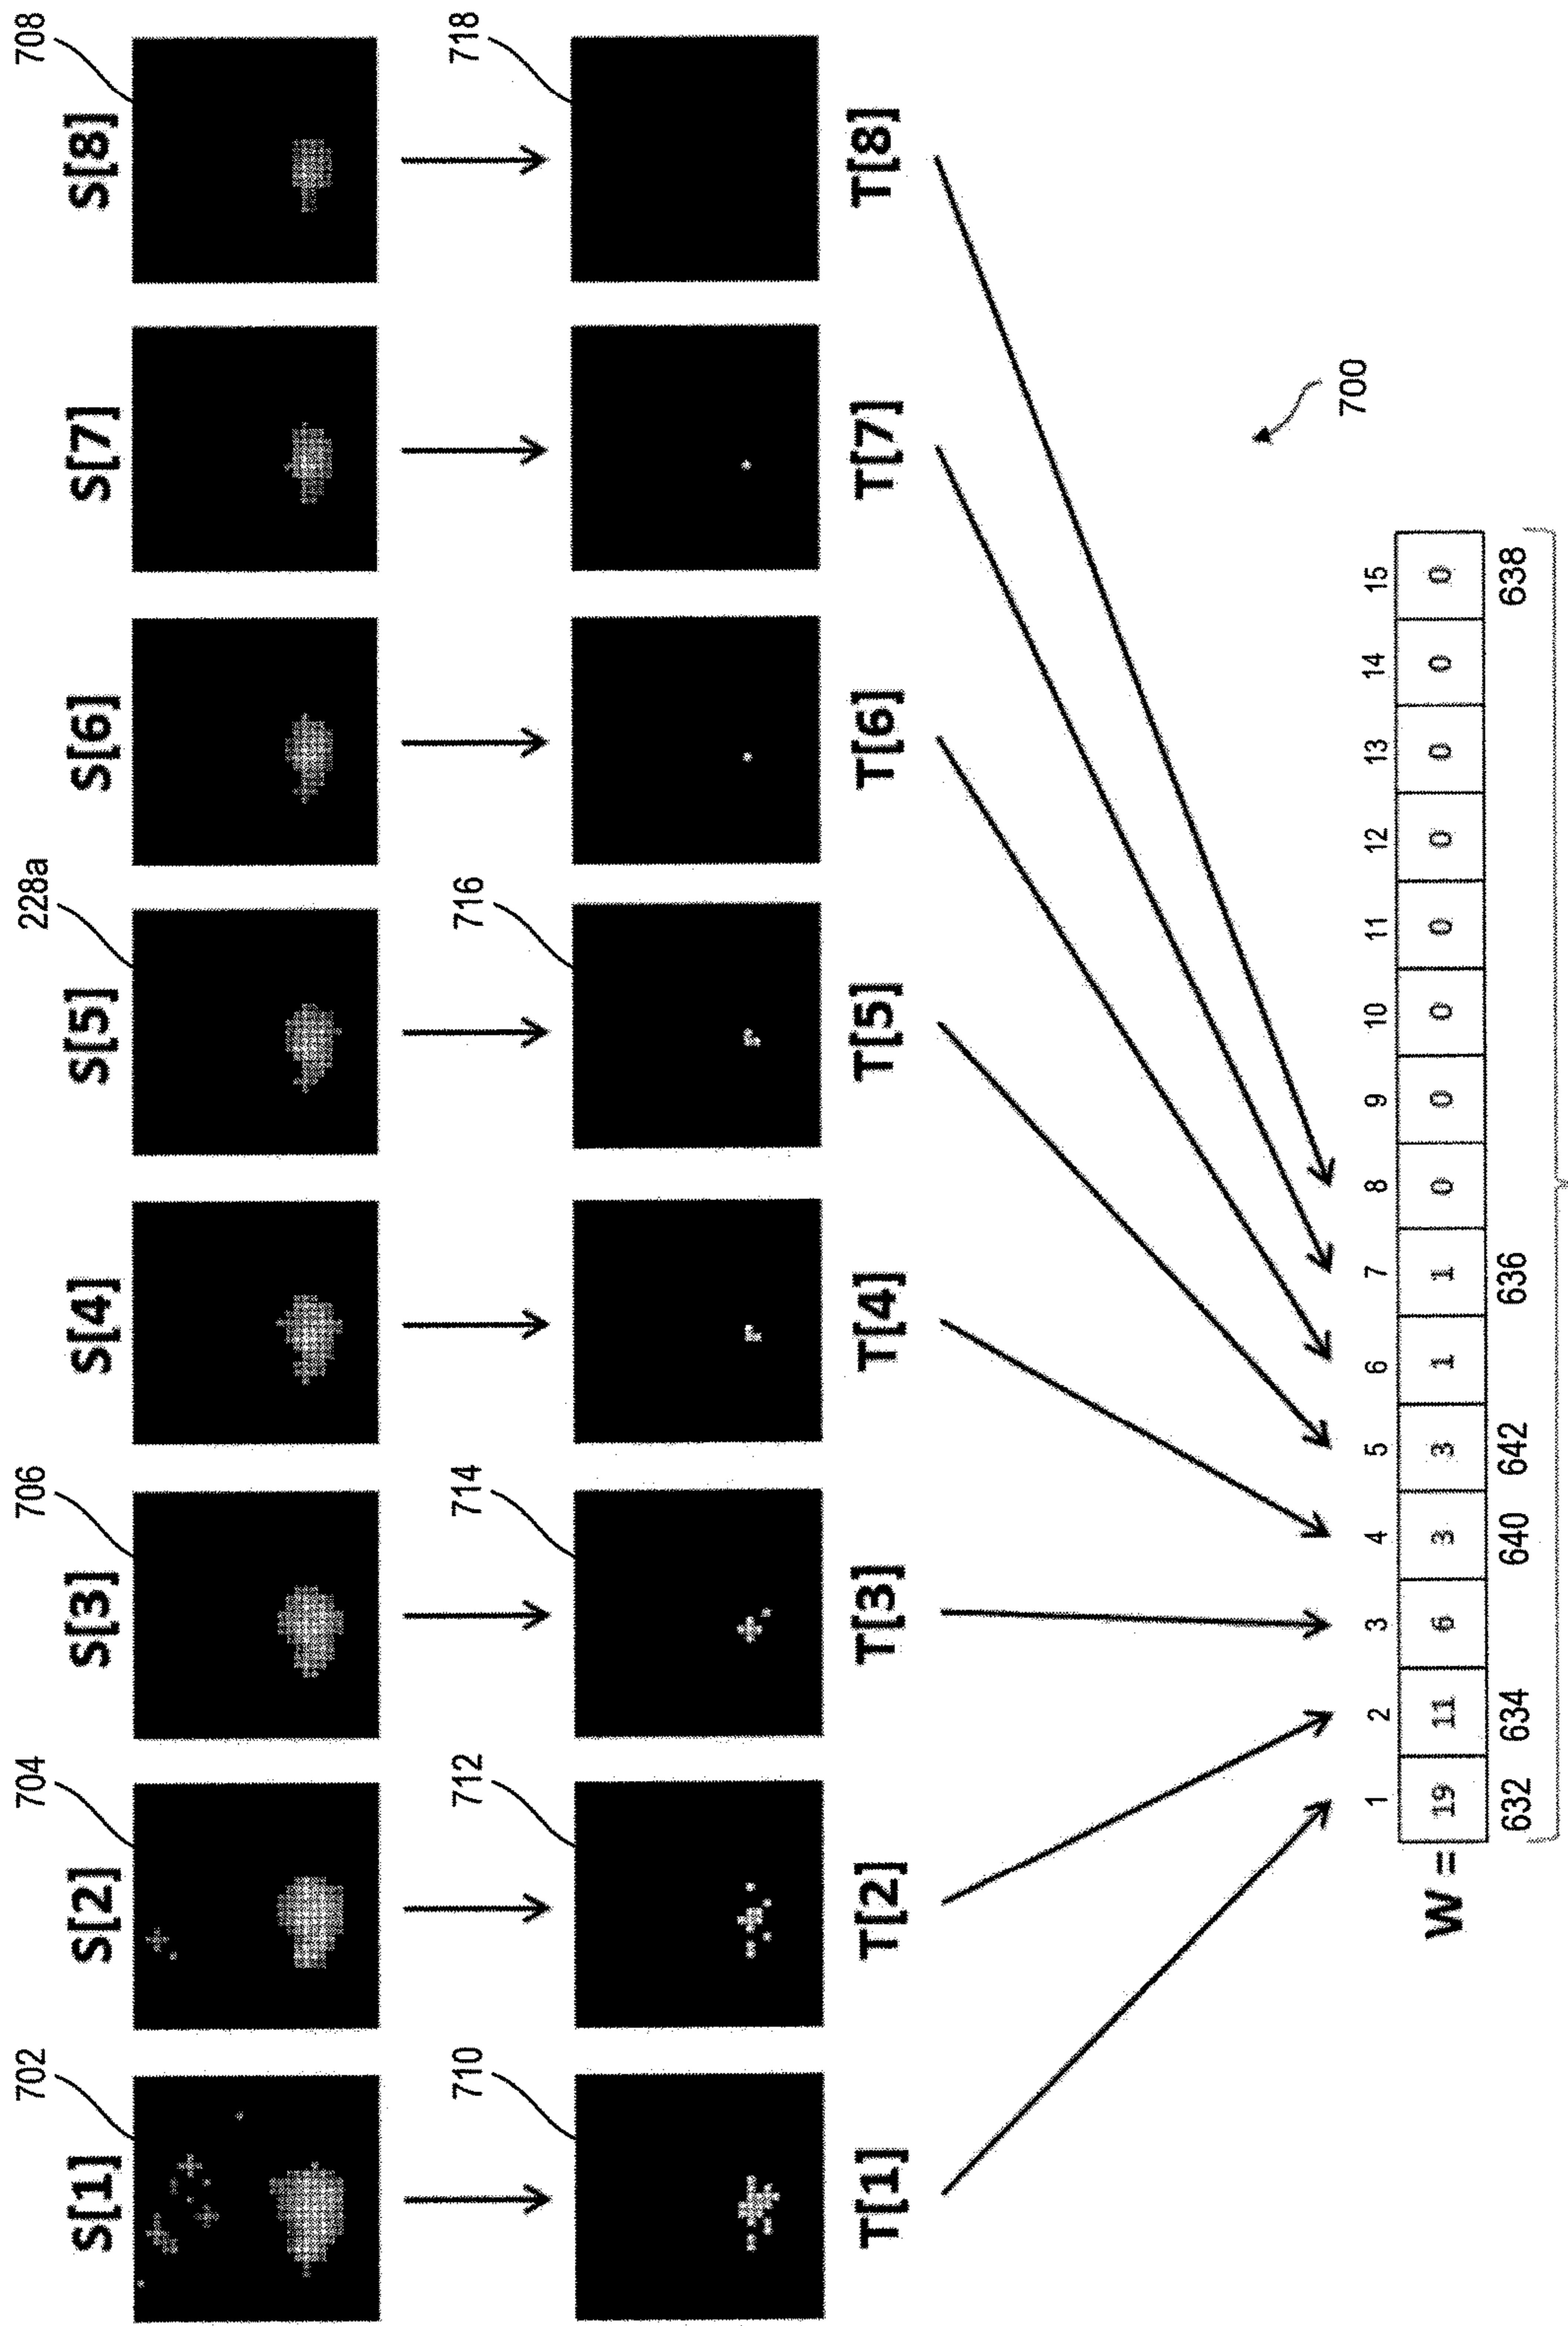 702 704 706 228a 708
S[1] S[2] S[3] S[4] S[5] S[6] S[7] S[8]
710 712 714 716 718
T[1] T[2] T[3] T[4] T[5] T[6] T[7] T[8]
700
1 2 3 4 5 6 7 8 9 10 11 12 13 14 15
W = 19 11 6 3 3 1 1 0 0 0 0 0 0 0 0
632 634 640 642 636 638